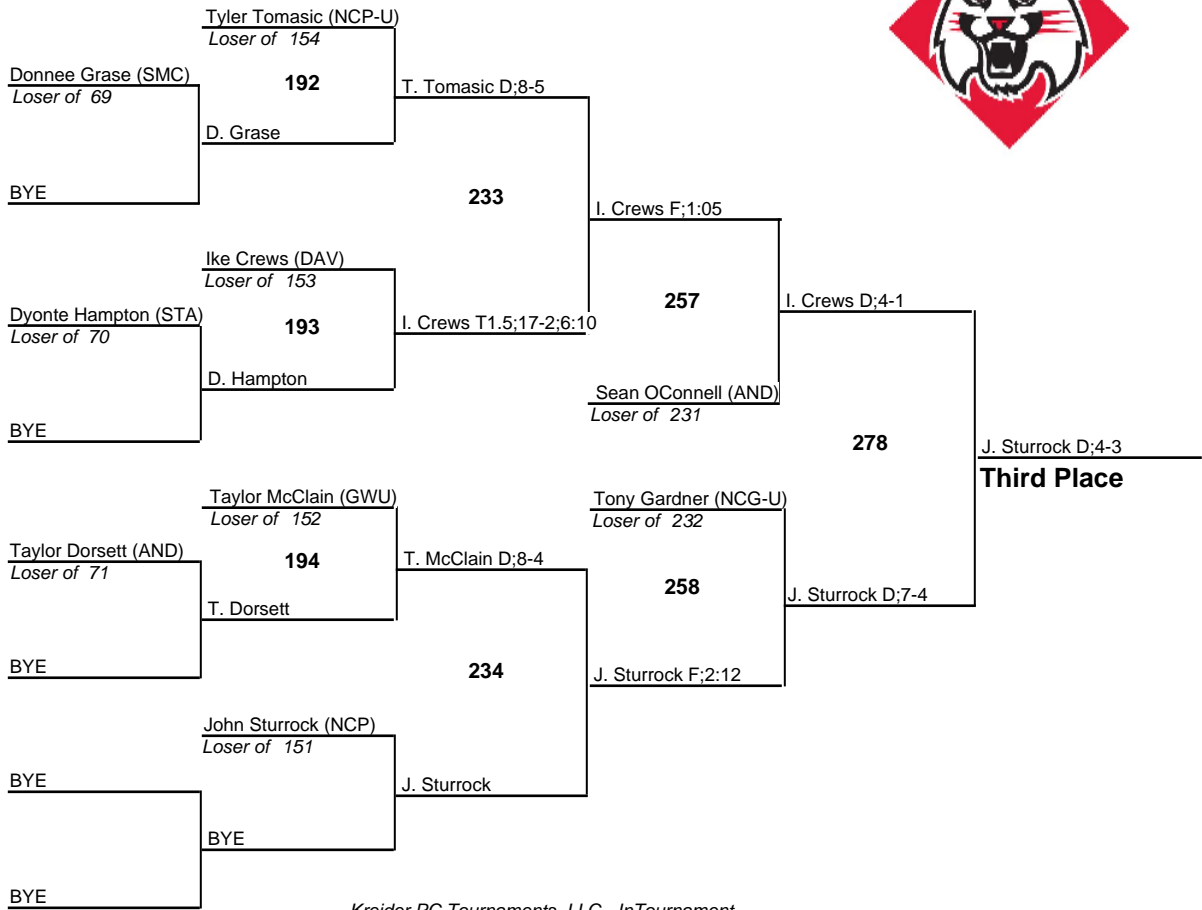 Tyler Tomasic (NCP-U)
Loser of 154
Donnee Grase (SMC)
Loser of 69
192
T. Tomasic D;8-5
D. Grase
BYE
233
I. Crews F;1:05
Ike Crews (DAV)
Loser of 153
Dyonte Hampton (STA)
Loser of 70
193
I. Crews T1.5;17-2;6:10
257
I. Crews D;4-1
D. Hampton
Sean OConnell (AND)
Loser of 231
BYE
278
J. Sturrock D;4-3
Third Place
Taylor McClain (GWU)
Loser of 152
Tony Gardner (NCG-U)
Loser of 232
Taylor Dorsett (AND)
Loser of 71
194
T. McClain D;8-4
258
J. Sturrock D;7-4
T. Dorsett
BYE
234
J. Sturrock F;2:12
John Sturrock (NCP)
Loser of 151
BYE
J. Sturrock
BYE
BYE
Kreider PC Tournaments, LLC - InTournament